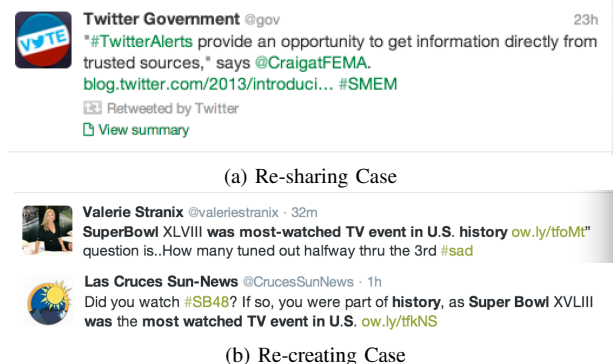 VOTE
Twitter Government @gov 23h
"#TwitterAlerts provide an opportunity to get information directly from
trusted sources," says @CraigatFEMA.
blog.twitter.com/2013/introduci... #SMEM
Retweeted by Twitter
View summary
(a) Re-sharing Case
Valerie Stranix @valeriestranix · 32m
SuperBowl XLVIII was most-watched TV event in U.S. history ow.ly/tfoMt”
question is..How many tuned out halfway thru the 3rd #sad
Las Cruces Sun-News @CrucesSunNews · 1h
Did you watch #SB48? If so, you were part of history, as Super Bowl XVLIII
was the most watched TV event in U.S. ow.ly/tfkNS
(b) Re-creating Case